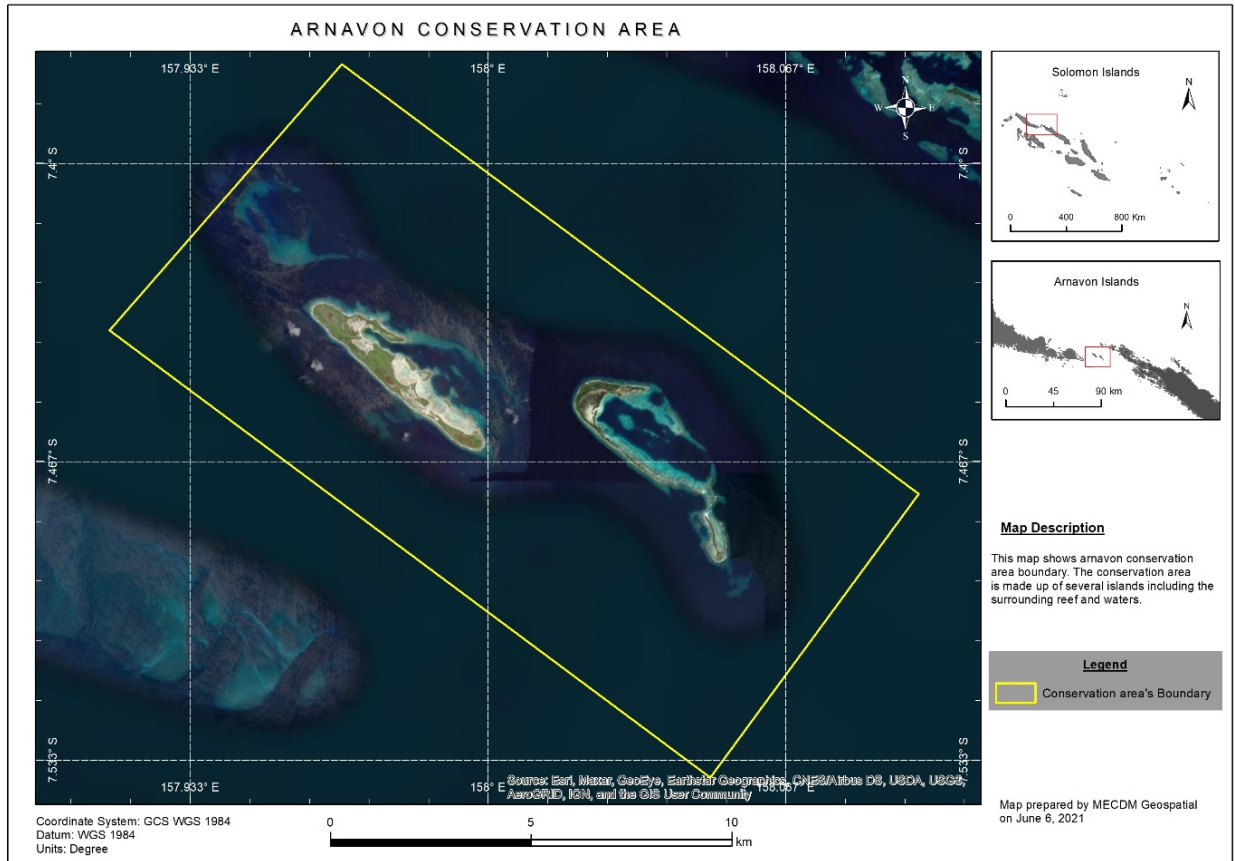 ARNAVON CONSERVATION AREA
157.933° E
158° E
158.067° E
N
W E
S
7.4° S
7.4° S
7.467° S
7.467° S
7.533° S
7.533° S
157.933° E
158° E
158.067° E
Source: Esri, Maxar, GeoEye, Earthstar Geographics, CNES/Airbus DS, USDA, USGS,
AeroGRID, IGN, and the GIS User Community
Coordinate System: GCS WGS 1984
Datum: WGS 1984
Units: Degree
0 5 10
km
Solomon Islands
N
0 400 800 Km
Arnavon Islands
N
0 45 90 km
Map Description
This map shows arnavon conservation
area boundary. The conservation area
is made up of several islands including the
surrounding reef and waters.
Legend
Conservation area's Boundary
Map prepared by MECDM Geospatial
on June 6, 2021